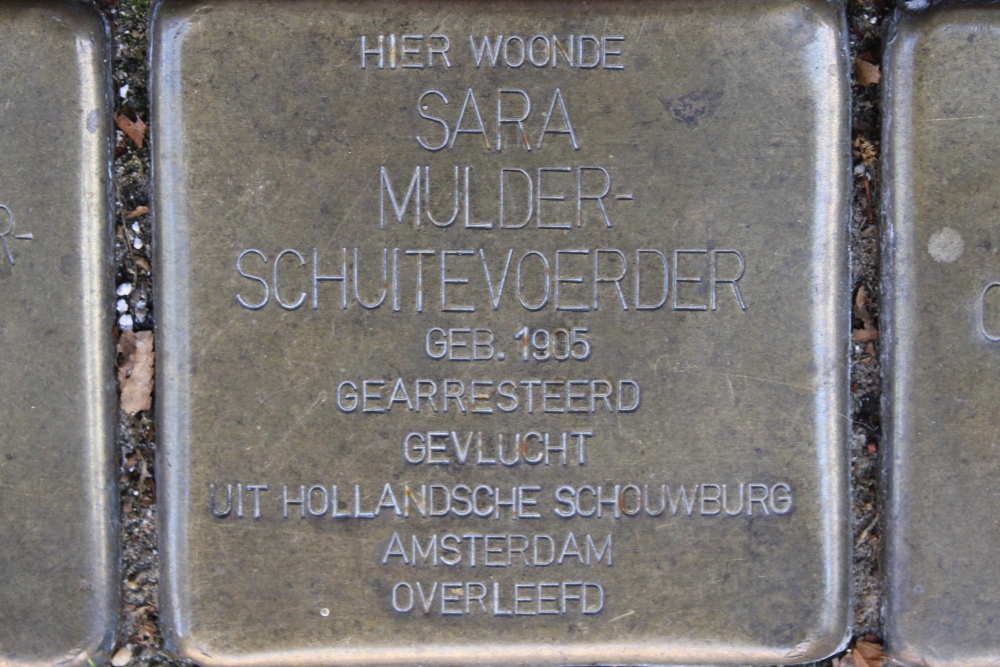 HIER WOONDE
SARA
MULDER-
SCHUITEVOERDER
GEB. 1905
GEARRESTEERD
GEVLUCHT
UIT HOLLANDSCHE SCHOUWBURG
AMSTERDAM
OVERLEEFD